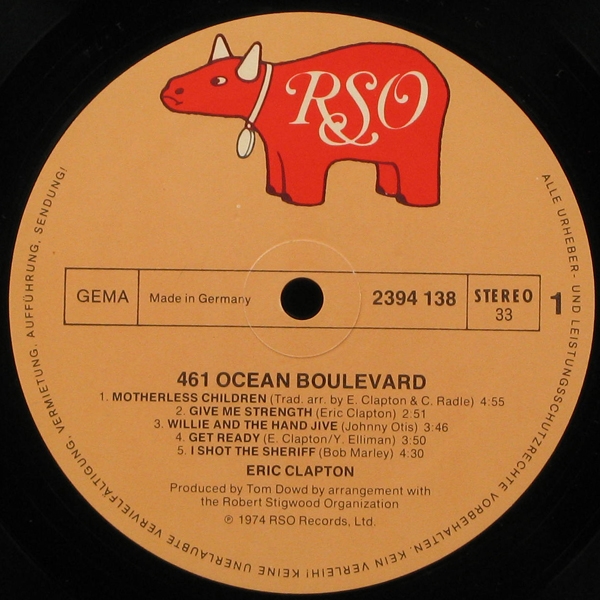 RSO
GEMA
Made in Germany
2394 138
STEREO
33
1
461 OCEAN BOULEVARD
1. MOTHERLESS CHILDREN (Trad. arr. by E. Clapton & C. Radle) 4:55
2. GIVE ME STRENGTH (Eric Clapton) 2:51
3. WILLIE AND THE HAND JIVE (Johnny Otis) 3:46
4. GET READY (E. Clapton/Y. Elliman) 3:50
5. I SHOT THE SHERIFF (Bob Marley) 4:30
ERIC CLAPTON
Produced by Tom Dowd by arrangement with
the Robert Stigwood Organization
℗ 1974 RSO Records, Ltd.
ALLE URHEBER- UND LEISTUNGSSCHUTZRECHTE VORBEHALTEN. KEIN VERLEIH! KEINE UNERLAUBTE VERVIELFÄLTIGUNG, VERMIETUNG, AUFFÜHRUNG, SENDUNG!